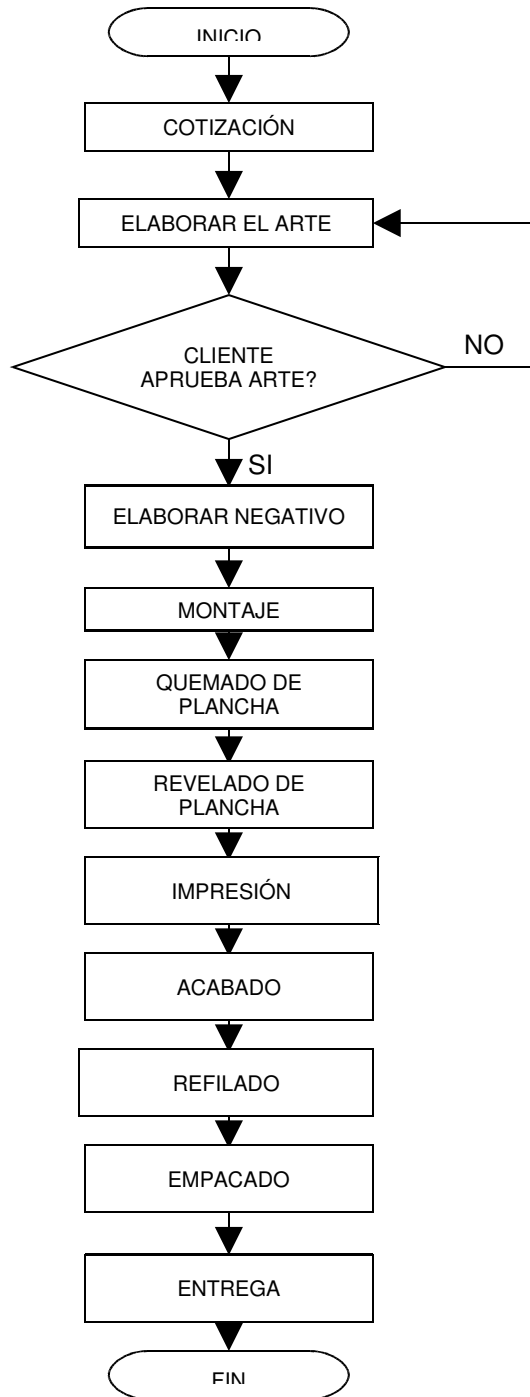 INICIO
COTIZACIÓN
ELABORAR EL ARTE
CLIENTE
APRUEBA ARTE?
NO
SI
ELABORAR NEGATIVO
MONTAJE
QUEMADO DE
PLANCHA
REVELADO DE
PLANCHA
IMPRESIÓN
ACABADO
REFILADO
EMPACADO
ENTREGA
FIN